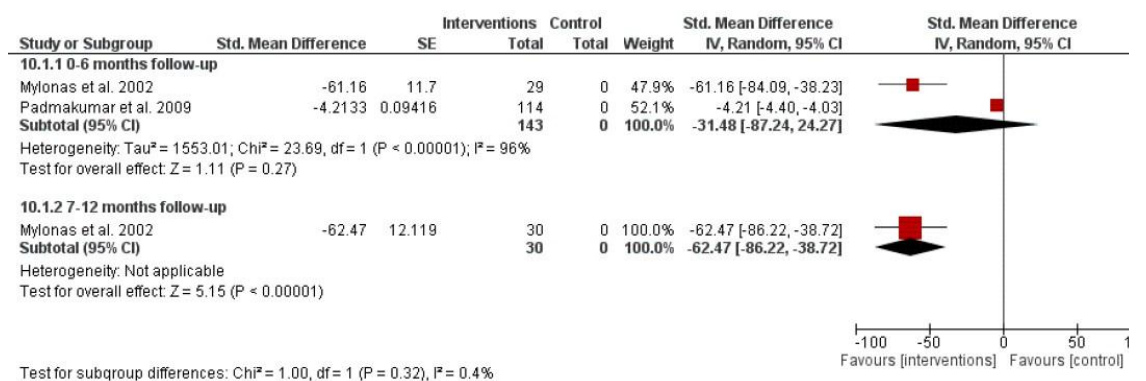 Interventions Control Std. Mean Difference Std. Mean Difference
Study or Subgroup Std. Mean Difference SE Total Total Weight IV, Random, 95% CI IV, Random, 95% CI
10.1.1 0-6 months follow-up
Mylonas et al. 2002 -61.16 11.7 29 0 47.9% -61.16 [-84.09, -38.23]
Padmakumar et al. 2009 -4.2133 0.09416 114 0 52.1% -4.21 [-4.40, -4.03]
Subtotal (95% CI) 143 0 100.0% -31.48 [-87.24, 24.27]
Heterogeneity: Tau² = 1553.01; Chi² = 23.69, df = 1 (P < 0.00001); I² = 96%
Test for overall effect: Z = 1.11 (P = 0.27)
10.1.2 7-12 months follow-up
Mylonas et al. 2002 -62.47 12.119 30 0 100.0% -62.47 [-86.22, -38.72]
Subtotal (95% CI) 30 0 100.0% -62.47 [-86.22, -38.72]
Heterogeneity: Not applicable
Test for overall effect: Z = 5.15 (P < 0.00001)
-100 -50 0 50
Favours [interventions] Favours [control]
Test for subgroup differences: Chi² = 1.00, df = 1 (P = 0.32), I² = 0.4%